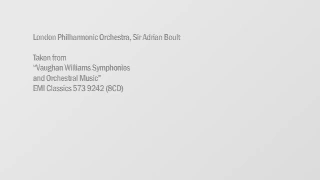 London Philharmonic Orchestra, Sir Adrian Boult
Taken from
“Vaughan Williams Symphonies
and Orchestral Music”
EMI Classics 573 9242 (8CD)